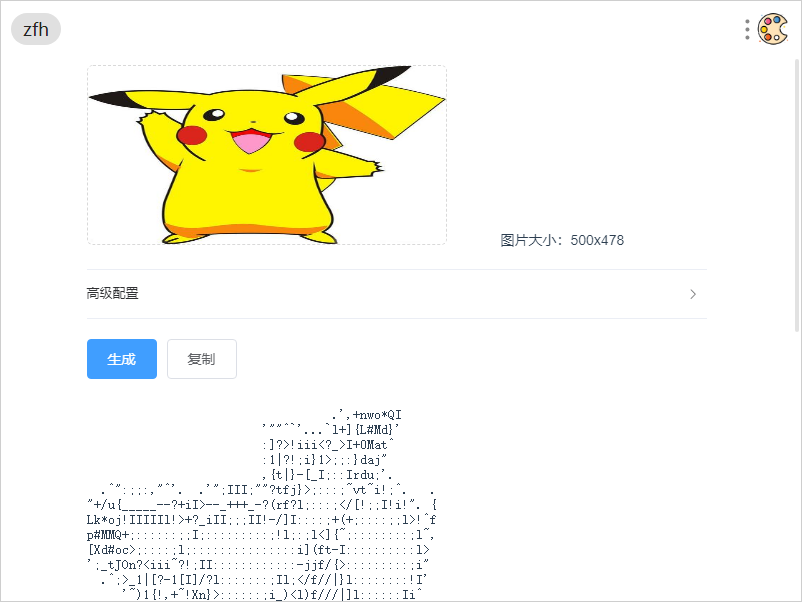 zfh
图片大小：500x478
高级配置
生成
复制
.',+nwo*QI
'""^^`'...`l+]{L#Md}'
:]?>!iii<?_>I+0Mat^
:1|?!;i}1>;;:}daj"
,{t|}-[_I;::Irdu;'.
.^":;;:,"^'.  .'";III;""?tfj}>;:::;~vt~i!;^.   .
"+/u{_____--?+iI>--_+++_-?(rf?l;:::;</[!;;I!i!". {
Lk*oj!IIIIIl!>+?_iII;;;II!-/]I:::::;+(+;:::::;l>!^f
p#MMQ+;:::::::;I:::::::::::!l;:;l<]{~;:::::::::l~,
[Xd#oc>;::::;l::::::::::::::::i](ft-I::::::::::l>
';_tJOn?<iii~?!;II::::::::::::-jjf/{>::::::::::;i"
.^;>_1|[?-1[I]/?l:::::::;Il;</f//|}l::::::::!I'
'~)1{!,+~!Xn}>:::::::;i_)<l)f///|]l::::::Ii^